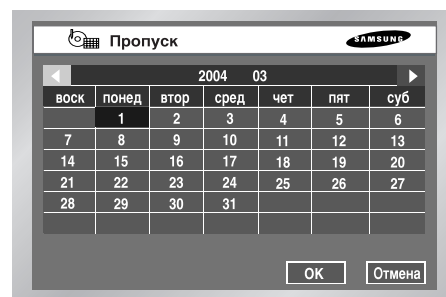 Пропуск SAMSUNG
2004 03
воск понед втор сред чет пят суб
1 2 3 4 5 6
7 8 9 10 11 12 13
14 15 16 17 18 19 20
21 22 23 24 25 26 27
28 29 30 31
OK Отмена